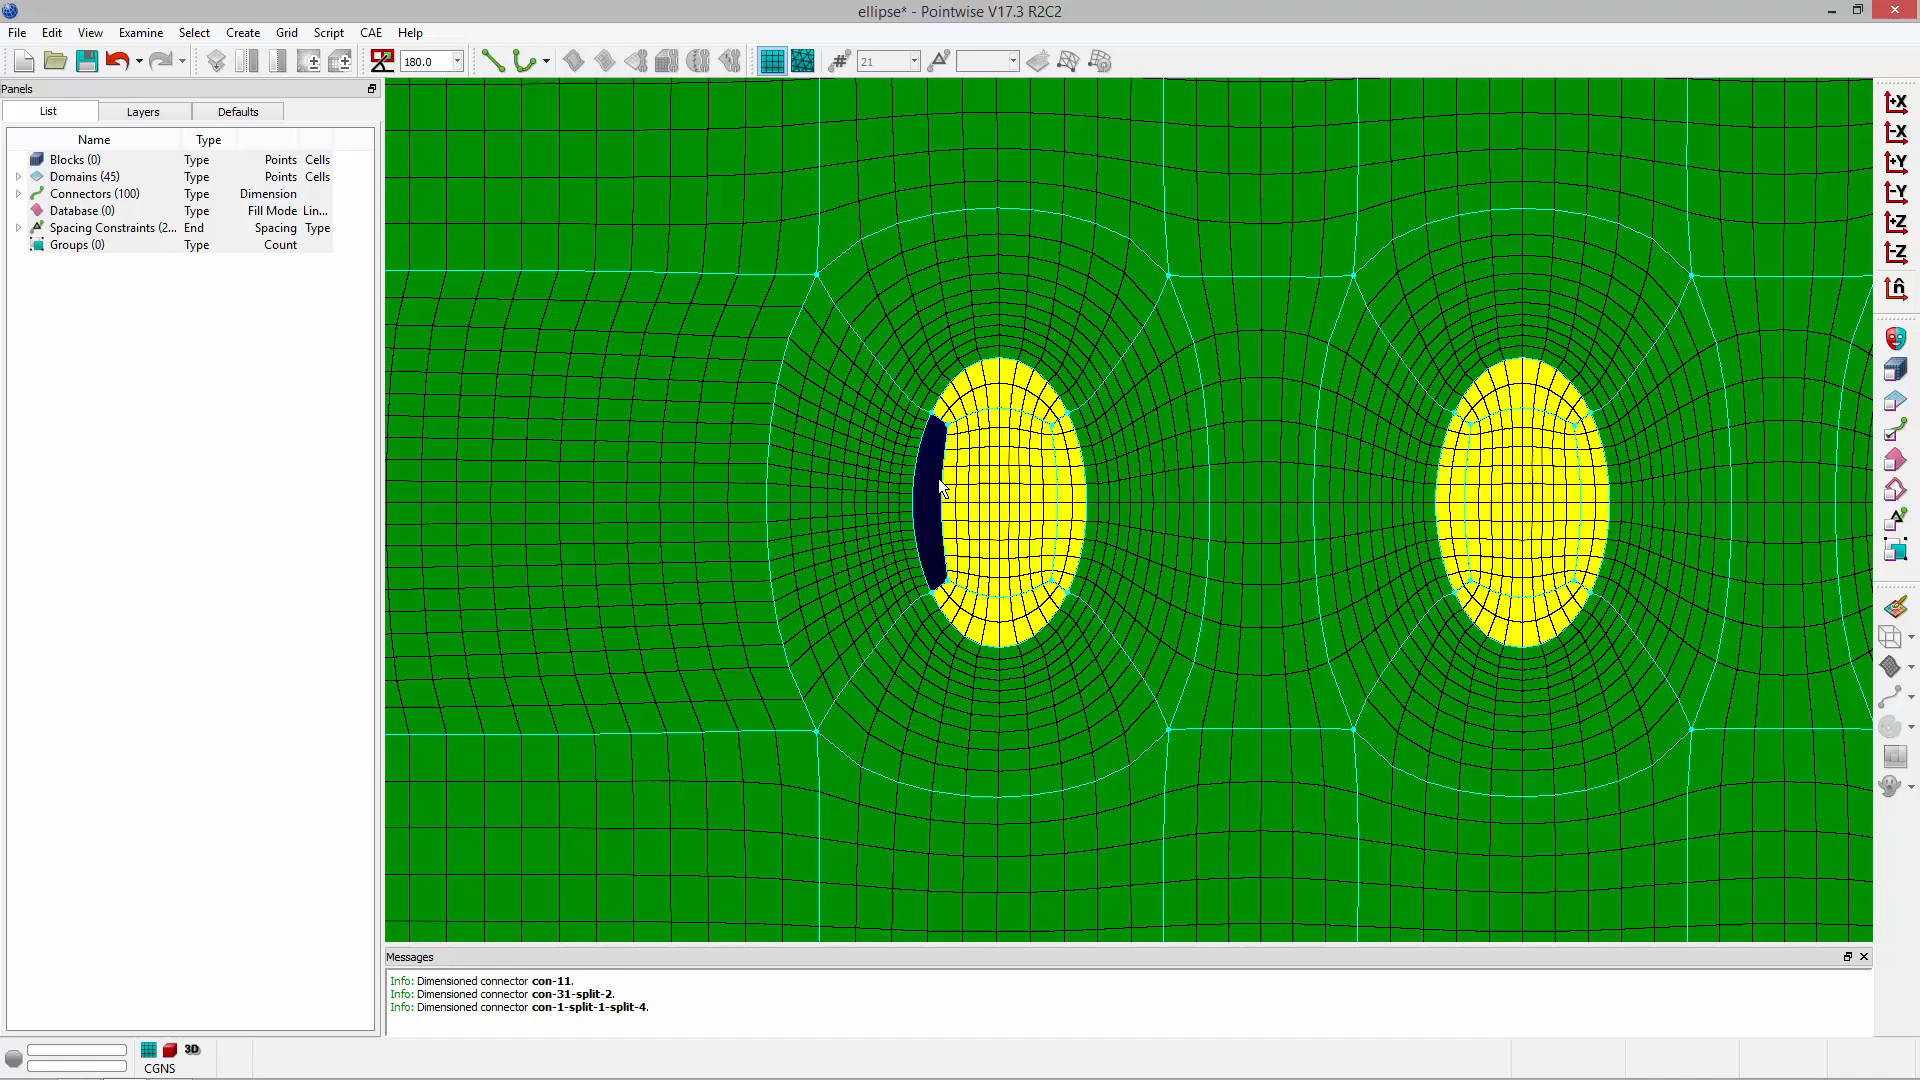 ellipse* - Pointwise V17.3 R2C2
File Edit View Examine Select Create Grid Script CAE Help
180.0 21
Panels
List Layers Defaults
Name Type
Blocks (0) Type Points Cells
Domains (45) Type Points Cells
Connectors (100) Type Dimension
Database (0) Type Fill Mode Lin...
Spacing Constraints (2... End Spacing Type
Groups (0) Type Count
+X
-X
+Y
-Y
+Z
-Z
n̂
Messages
Info: Dimensioned connector con-11.
Info: Dimensioned connector con-31-split-2.
Info: Dimensioned connector con-1-split-1-split-4.
3D
CGNS